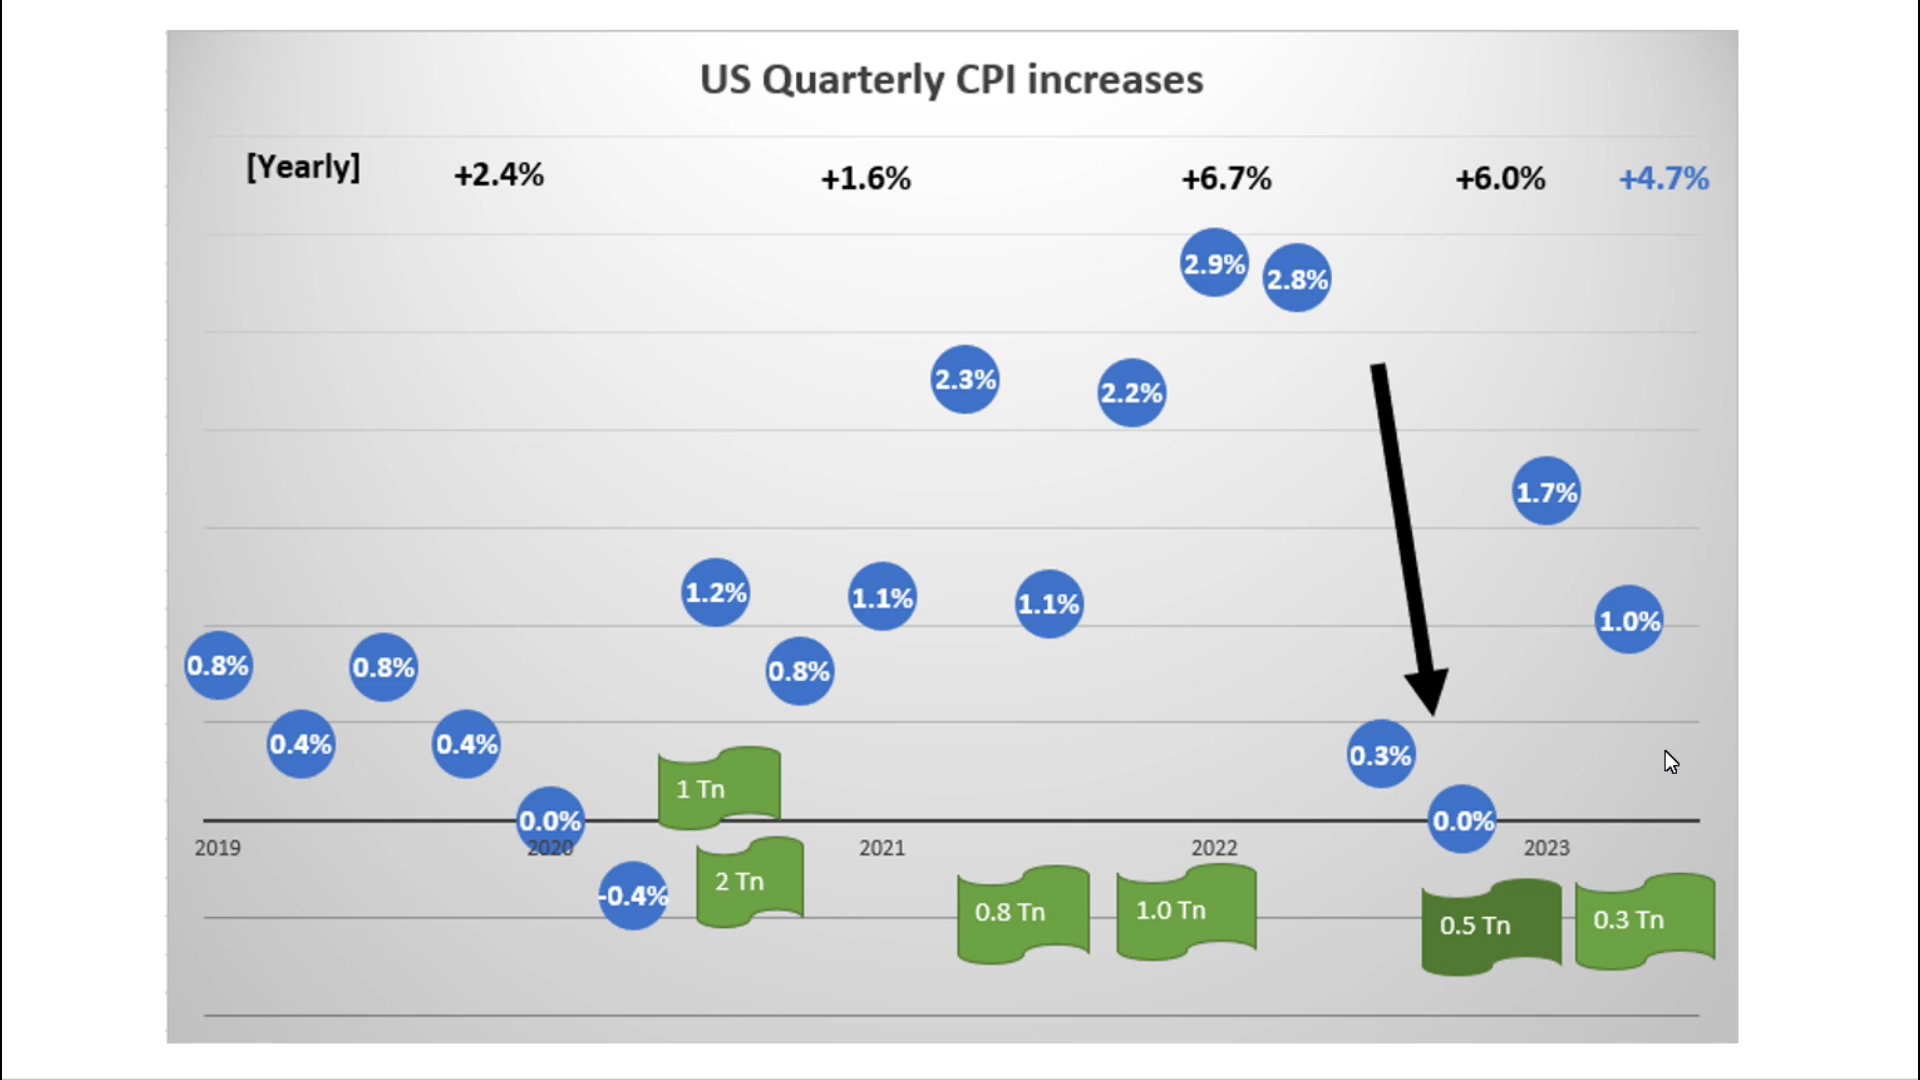 US Quarterly CPI increases
[Yearly] +2.4% +1.6% +6.7% +6.0% +4.7%
2.9% 2.8%
2.3% 2.2%
1.7%
1.2% 1.1% 1.1% 1.0%
0.8% 0.8% 0.8%
0.4% 0.4% 0.3%
1 Tn
0.0% 0.0%
2019 2020 2021 2022 2023
2 Tn
-0.4% 0.8 Tn 1.0 Tn 0.5 Tn 0.3 Tn